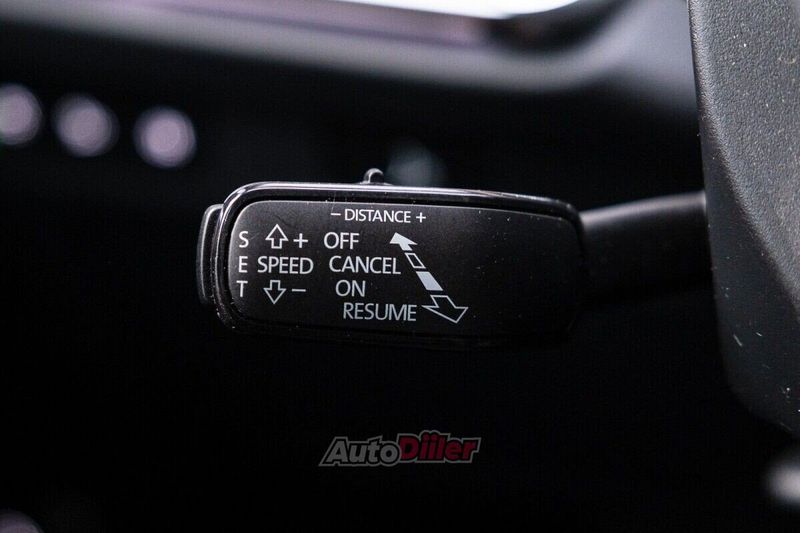 – DISTANCE +
S + OFF
E SPEED CANCEL
T – ON
RESUME
AutoDiiler